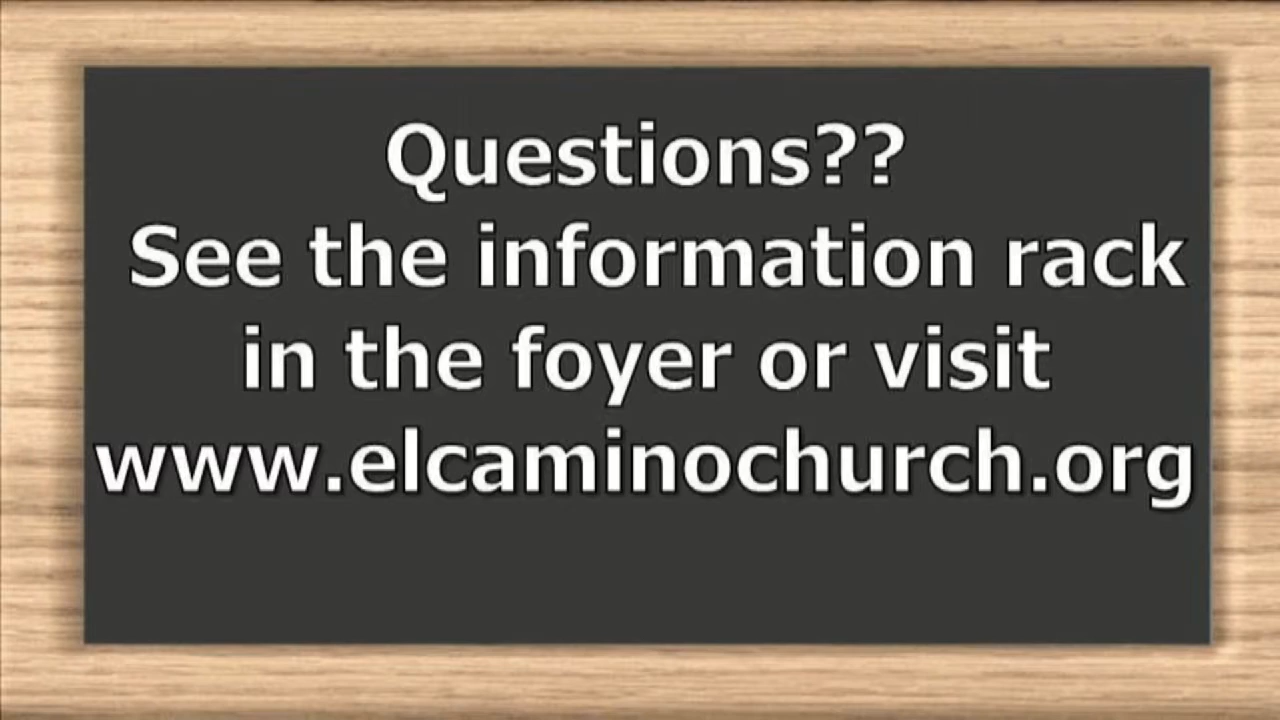 Questions??
See the information rack
in the foyer or visit
www.elcaminochurch.org